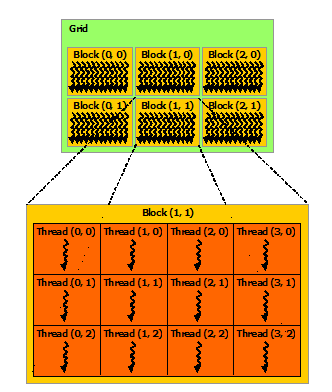 Grid
Block (0, 0) Block (1, 0) Block (2, 0)
Block (0, 1) Block (1, 1) Block (2, 1)
Block (1, 1)
Thread (0, 0) Thread (1, 0) Thread (2, 0) Thread (3, 0)
Thread (0, 1) Thread (1, 1) Thread (2, 1) Thread (3, 1)
Thread (0, 2) Thread (1, 2) Thread (2, 2) Thread (3, 2)